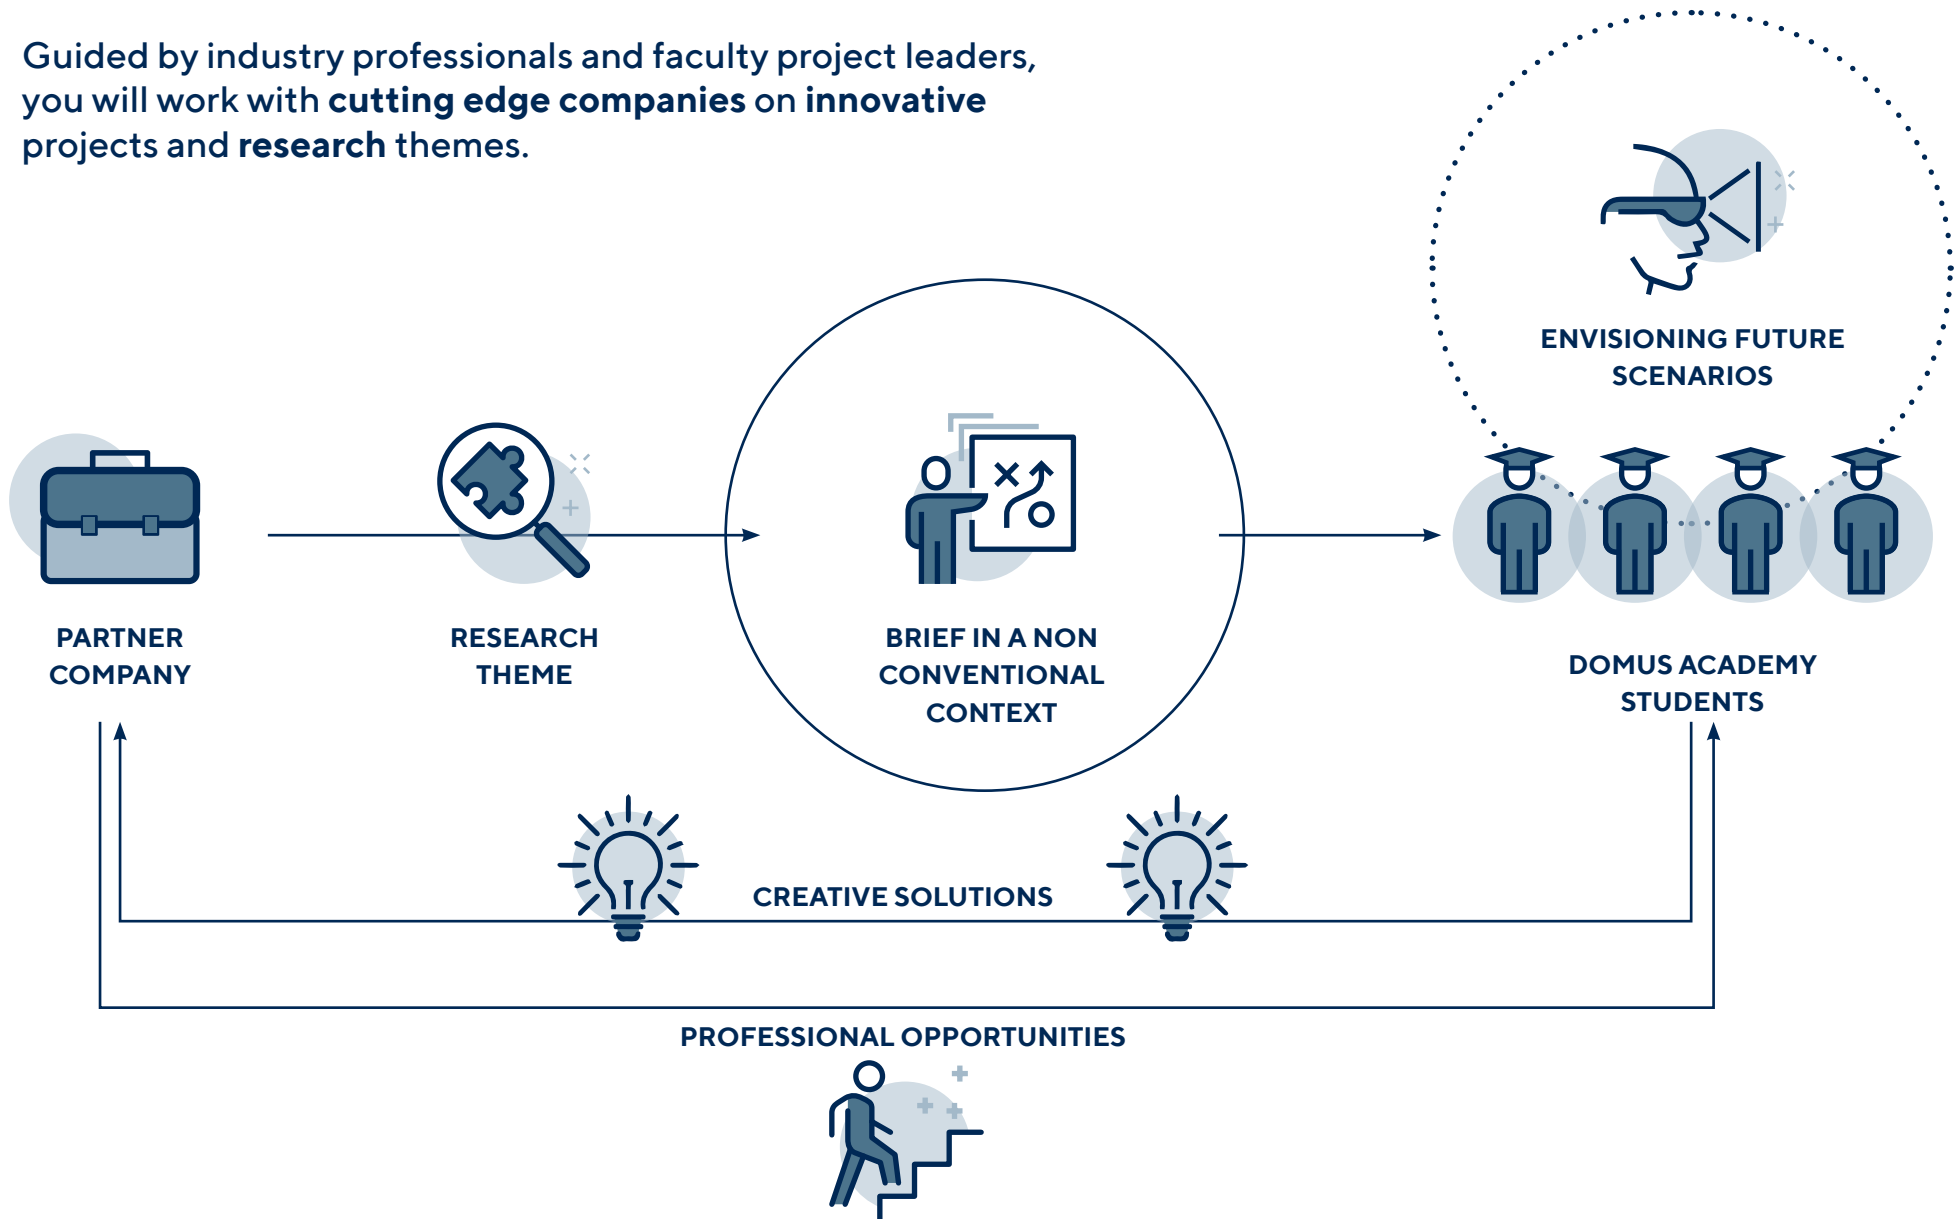 Guided by industry professionals and faculty project leaders,
you will work with cutting edge companies on innovative
projects and research themes.
ENVISIONING FUTURE
SCENARIOS
PARTNER
COMPANY
RESEARCH
THEME
BRIEF IN A NON
CONVENTIONAL
CONTEXT
DOMUS ACADEMY
STUDENTS
CREATIVE SOLUTIONS
PROFESSIONAL OPPORTUNITIES